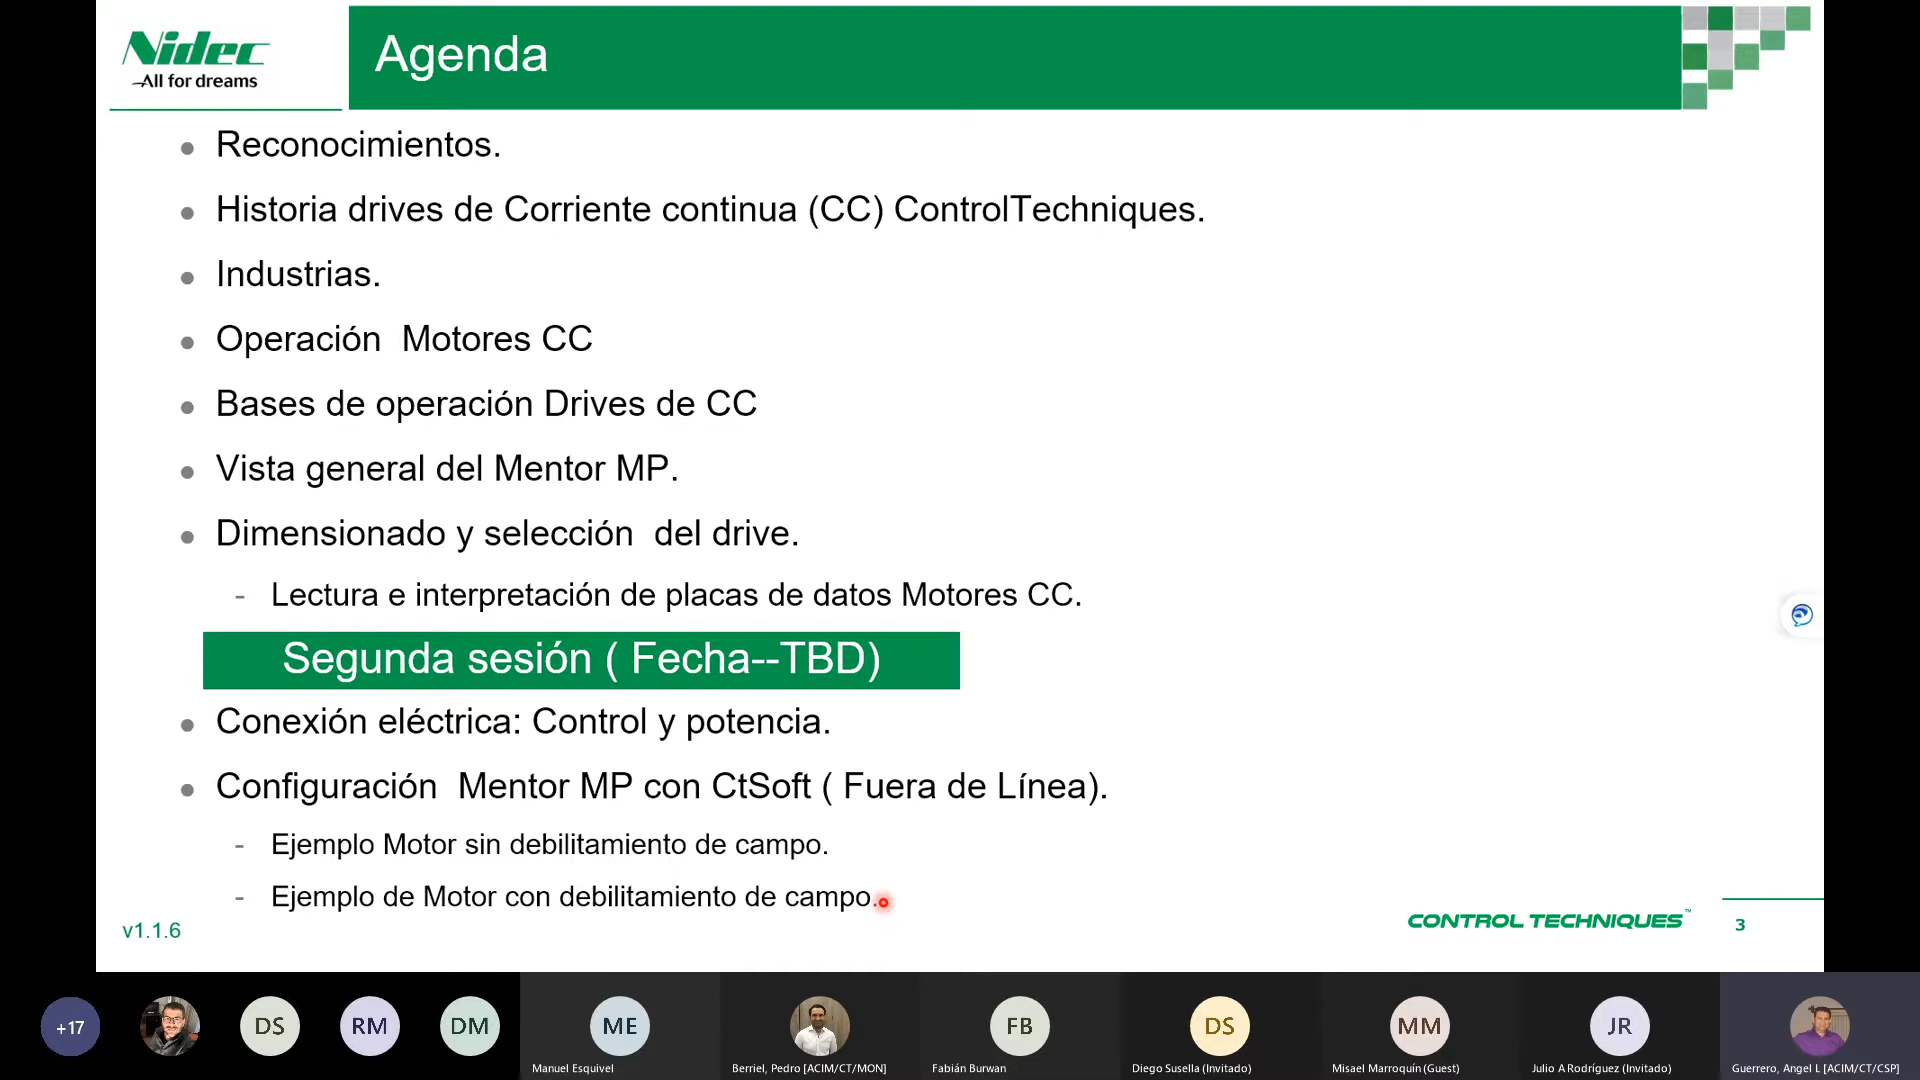 Nidec
All for dreams
Agenda
Reconocimientos.
Historia drives de Corriente continua (CC) ControlTechniques.
Industrias.
Operación  Motores CC
Bases de operación Drives de CC
Vista general del Mentor MP.
Dimensionado y selección  del drive.
- Lectura e interpretación de placas de datos Motores CC.
Segunda sesión ( Fecha--TBD)
Conexión eléctrica: Control y potencia.
Configuración  Mentor MP con CtSoft ( Fuera de Línea).
- Ejemplo Motor sin debilitamiento de campo.
- Ejemplo de Motor con debilitamiento de campo.
v1.1.6
CONTROL TECHNIQUES™
3
+17
DS
RM
DM
ME
FB
DS
MM
JR
Manuel Esquivel
Berriel, Pedro [ACIM/CT/MON]
Fabián Burwan
Diego Susella (Invitado)
Misael Marroquín (Guest)
Julio A Rodríguez (Invitado)
Guerrero, Angel L [ACIM/CT/CSP]